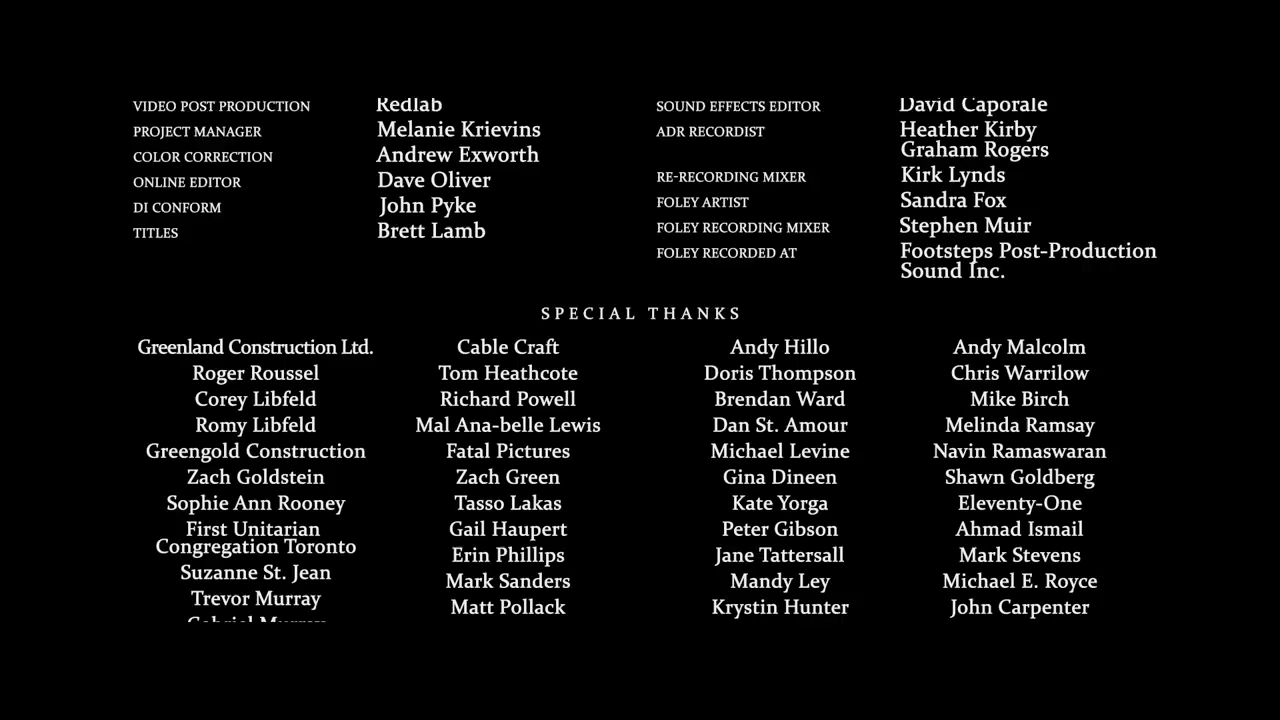 VIDEO POST PRODUCTION Redlab
PROJECT MANAGER Melanie Krievins
COLOR CORRECTION Andrew Exworth
ONLINE EDITOR Dave Oliver
DI CONFORM John Pyke
TITLES Brett Lamb
SOUND EFFECTS EDITOR David Caporale
ADR RECORDIST Heather Kirby
Graham Rogers
RE-RECORDING MIXER Kirk Lynds
FOLEY ARTIST Sandra Fox
FOLEY RECORDING MIXER Stephen Muir
FOLEY RECORDED AT Footsteps Post-Production
Sound Inc.
SPECIAL THANKS
Greenland Construction Ltd.
Roger Roussel
Corey Libfeld
Romy Libfeld
Greengold Construction
Zach Goldstein
Sophie Ann Rooney
First Unitarian
Congregation Toronto
Suzanne St. Jean
Trevor Murray
Gabriel Murray
Cable Craft
Tom Heathcote
Richard Powell
Mal Ana-belle Lewis
Fatal Pictures
Zach Green
Tasso Lakas
Gail Haupert
Erin Phillips
Mark Sanders
Matt Pollack
Andy Hillo
Doris Thompson
Brendan Ward
Dan St. Amour
Michael Levine
Gina Dineen
Kate Yorga
Peter Gibson
Jane Tattersall
Mandy Ley
Krystin Hunter
Andy Malcolm
Chris Warrilow
Mike Birch
Melinda Ramsay
Navin Ramaswaran
Shawn Goldberg
Eleventy-One
Ahmad Ismail
Mark Stevens
Michael E. Royce
John Carpenter